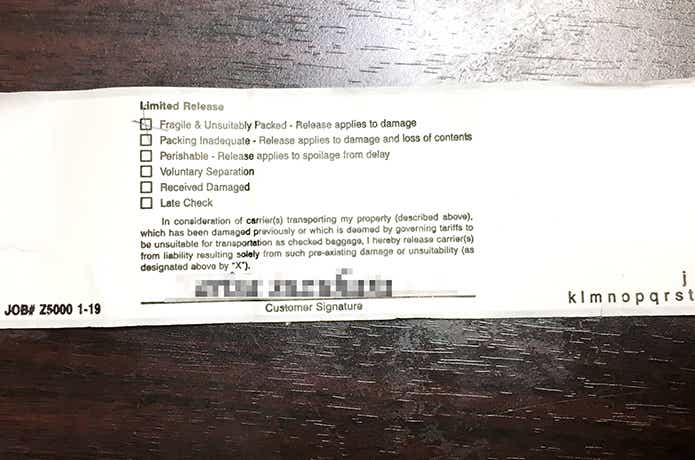 Limited Release
Fragile & Unsuitably Packed - Release applies to damage
Packing Inadequate - Release applies to damage and loss of contents
Perishable - Release applies to spoilage from delay
Voluntary Separation
Received Damaged
Late Check
In consideration of carrier(s) transporting my property (described above),
which has been damaged previously or which is deemed by governing tariffs to
be unsuitable for transportation as checked baggage, I hereby release carrier(s)
from liability resulting solely from such pre-existing damage or unsuitability (as
designated above by "X").
Customer Signature
JOB# Z5000 1-19
j
klmnopqrst